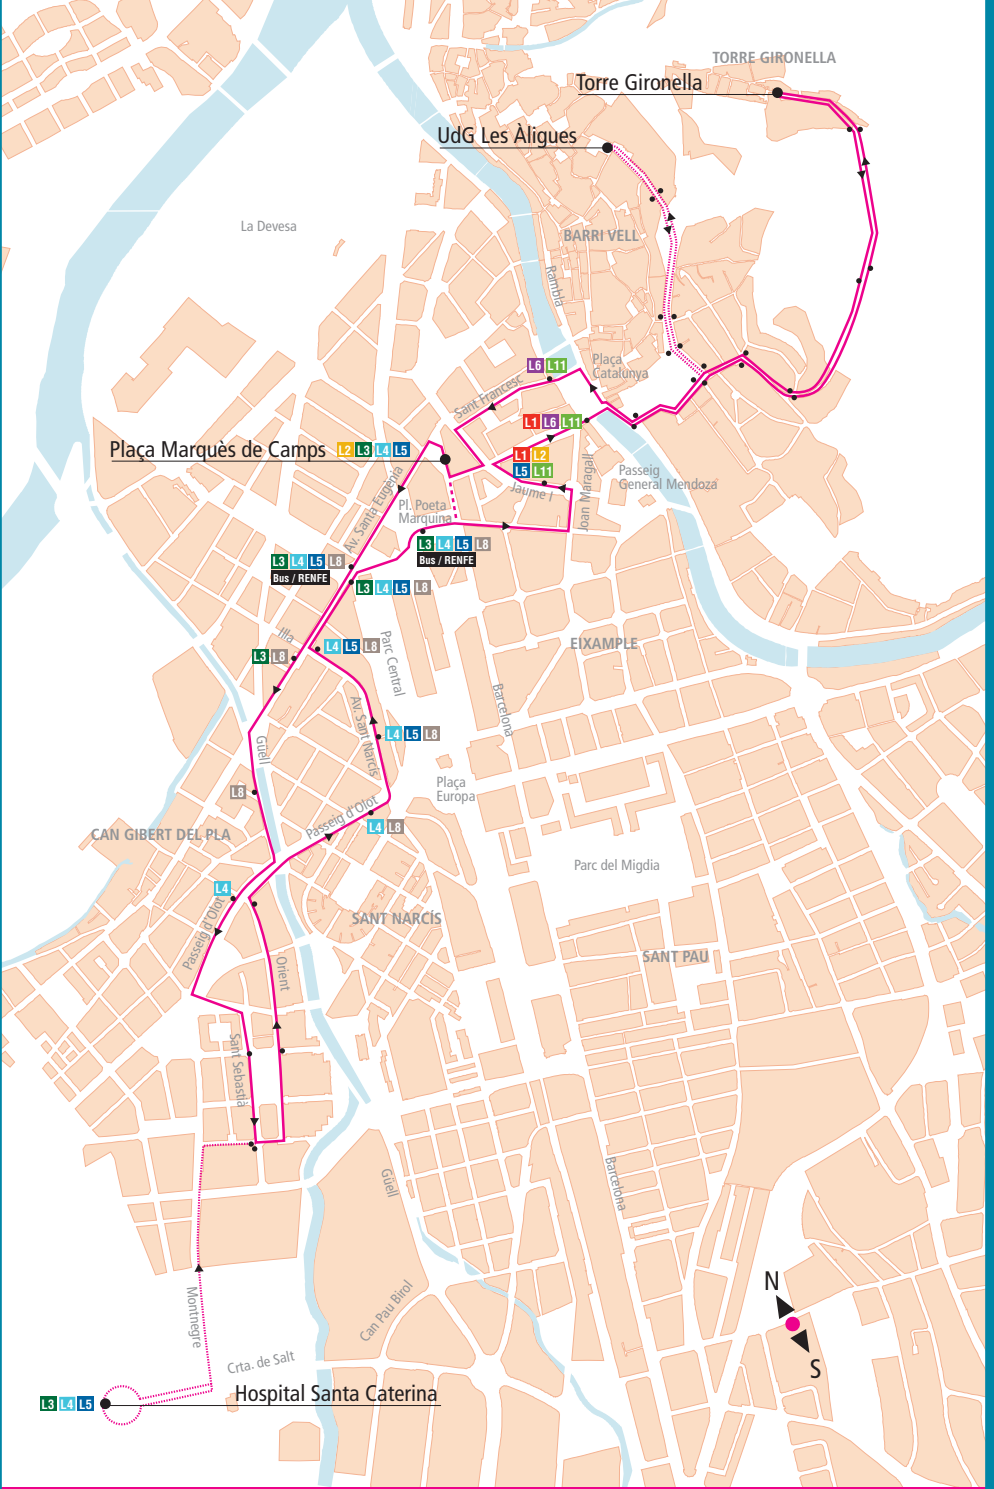 TORRE GIRONELLA
Torre Gironella
UdG Les Àligues
La Devesa
BARRI VELL
Rambla
L6 L11
Plaça
Catalunya
Sant Francesc
L1 L6 L11
Plaça Marquès de Camps L2 L3 L4 L5
L1 L2
L5 L11
Jaume I
Joan Maragall
Passeig
General Mendoza
Av. Santa Eugènia
Pl. Poeta
Marquina
L3 L4 L5 L8
Bus / RENFE
L3 L4 L5 L8
Bus / RENFE
L3 L4 L5 L8
Illa
L4 L5 L8
L3 L8
Parc Central
EIXAMPLE
Barcelona
Av. Sant Narcís
L4 L5 L8
Güell
Plaça
Europa
L8
Passeig d'Olot
L4 L8
CAN GIBERT DEL PLA
Parc del Migdia
L4
Passeig d'Olot
SANT NARCÍS
SANT PAU
Orient
Sant Sebastià
Güell
Barcelona
N
S
Montnegre
Can Pau Birol
Crta. de Salt
L3 L4 L5
Hospital Santa Caterina